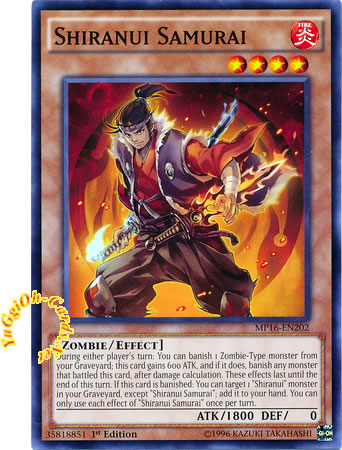 SHIRANUI SAMURAI
FIRE
炎
MP16-EN202
[ZOMBIE/EFFECT]
During either player's turn: You can banish 1 Zombie-Type monster
from your Graveyard; this card gains 600 ATK, and if it does, banish any monster
that battled this card, after damage calculation. These effects last until the
end of this turn. If this card is banished: You can target 1 "Shiranui" monster
in your Graveyard, except "Shiranui Samurai"; add it to your hand. You can
only use each effect of "Shiranui Samurai" once per turn.
ATK/1800 DEF/ 0
35818851 1st Edition ©1996 KAZUKI TAKAHASHI